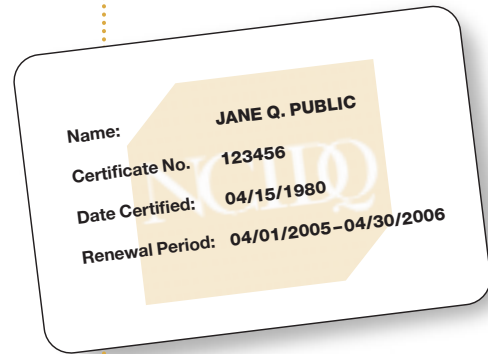 Name: JANE Q. PUBLIC
Certificate No. 123456
NCIDQ
Date Certified: 04/15/1980
Renewal Period: 04/01/2005–04/30/2006